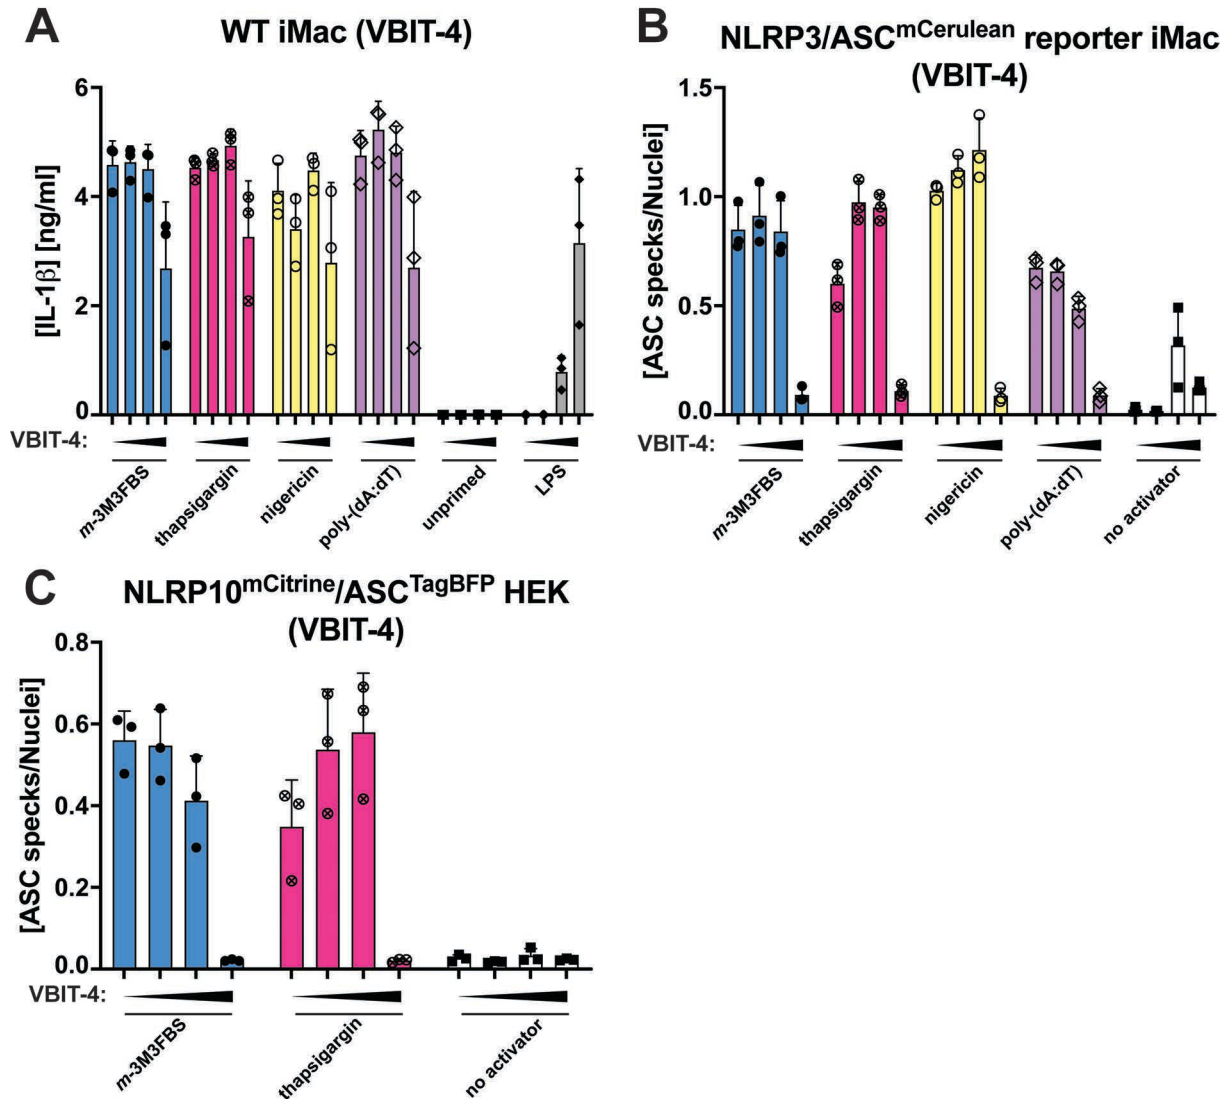 A
WT iMac (VBIT-4)
[IL-1β] [ng/ml]
6
4
2
0
VBIT-4:
m-3M3FBS
thapsigargin
nigericin
poly-(dA:dT)
unprimed
LPS
B
NLRP3/ASCmCerulean reporter iMac
(VBIT-4)
[ASC specks/Nuclei]
1.5
1.0
0.5
0.0
VBIT-4:
m-3M3FBS
thapsigargin
nigericin
poly-(dA:dT)
no activator
C
NLRP10mCitrine/ASCTagBFP HEK
(VBIT-4)
[ASC specks/Nuclei]
0.8
0.6
0.4
0.2
0.0
VBIT-4:
m-3M3FBS
thapsigargin
no activator